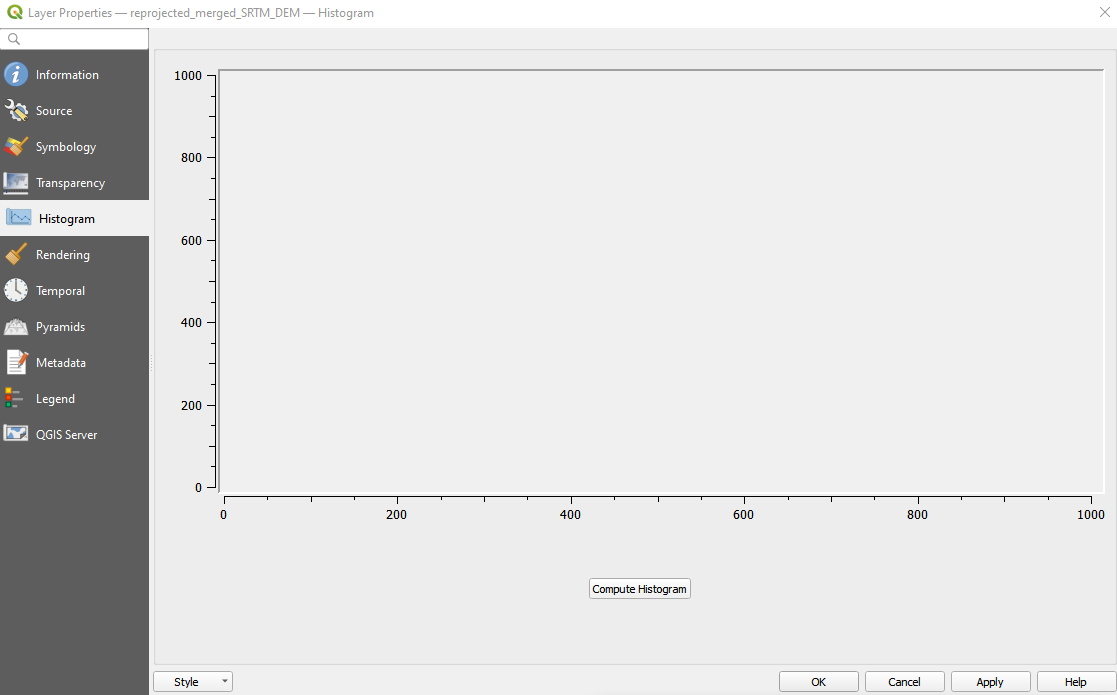 Layer Properties — reprojected_merged_SRTM_DEM — Histogram
Information
Source
Symbology
Transparency
Histogram
Rendering
Temporal
Pyramids
Metadata
Legend
QGIS Server
1000
800
600
400
200
0
0 200 400 600 800 1000
Compute Histogram
Style OK Cancel Apply Help